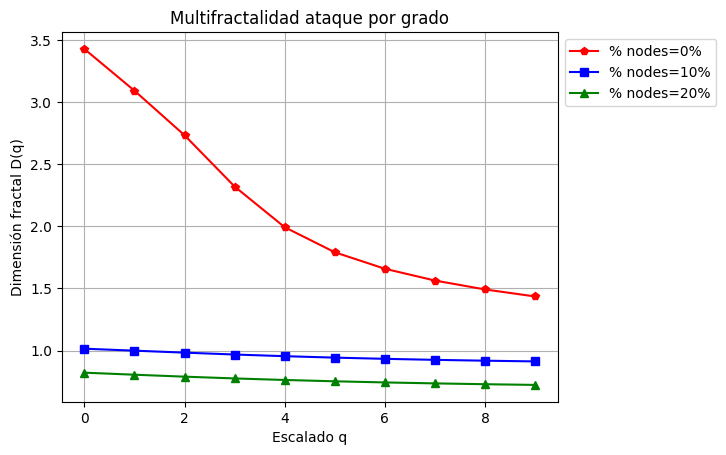 Multifractalidad ataque por grado
Dimensión fractal D(q)
3.5
3.0
2.5
2.0
1.5
1.0
0
2
4
6
8
Escalado q
% nodes=0%
% nodes=10%
% nodes=20%